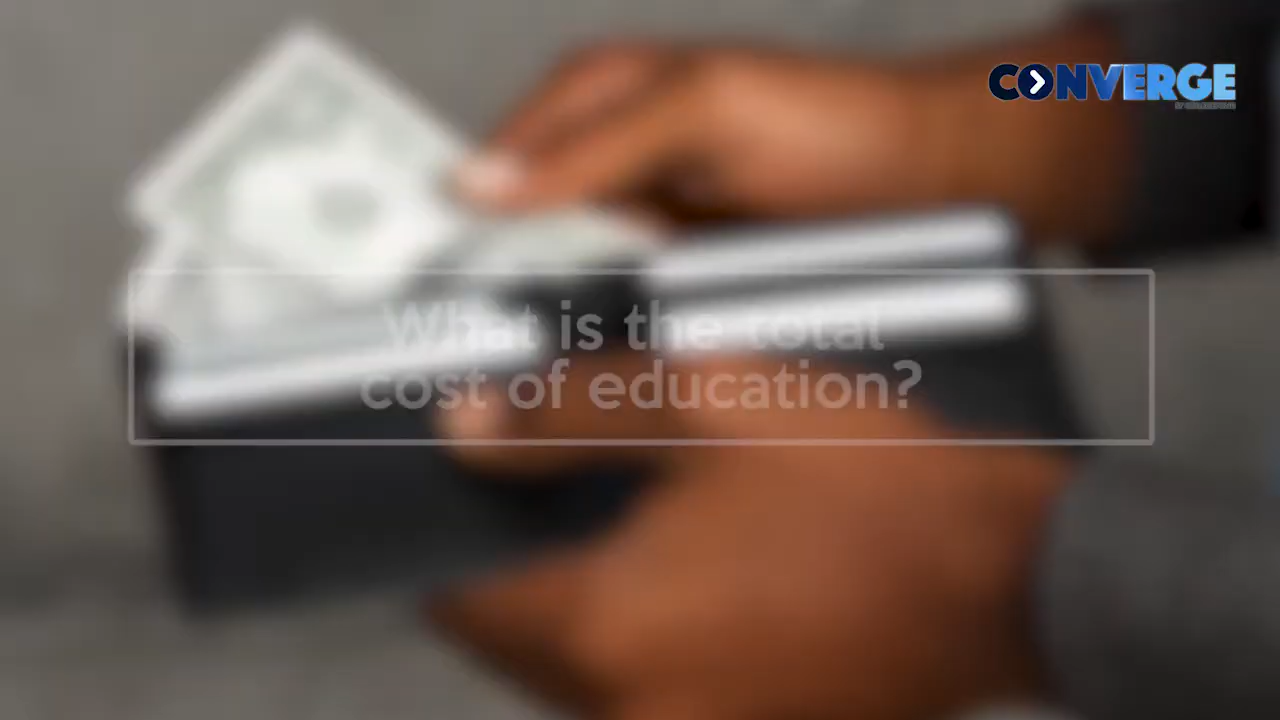 CONVERGE
What is the total
cost of education?